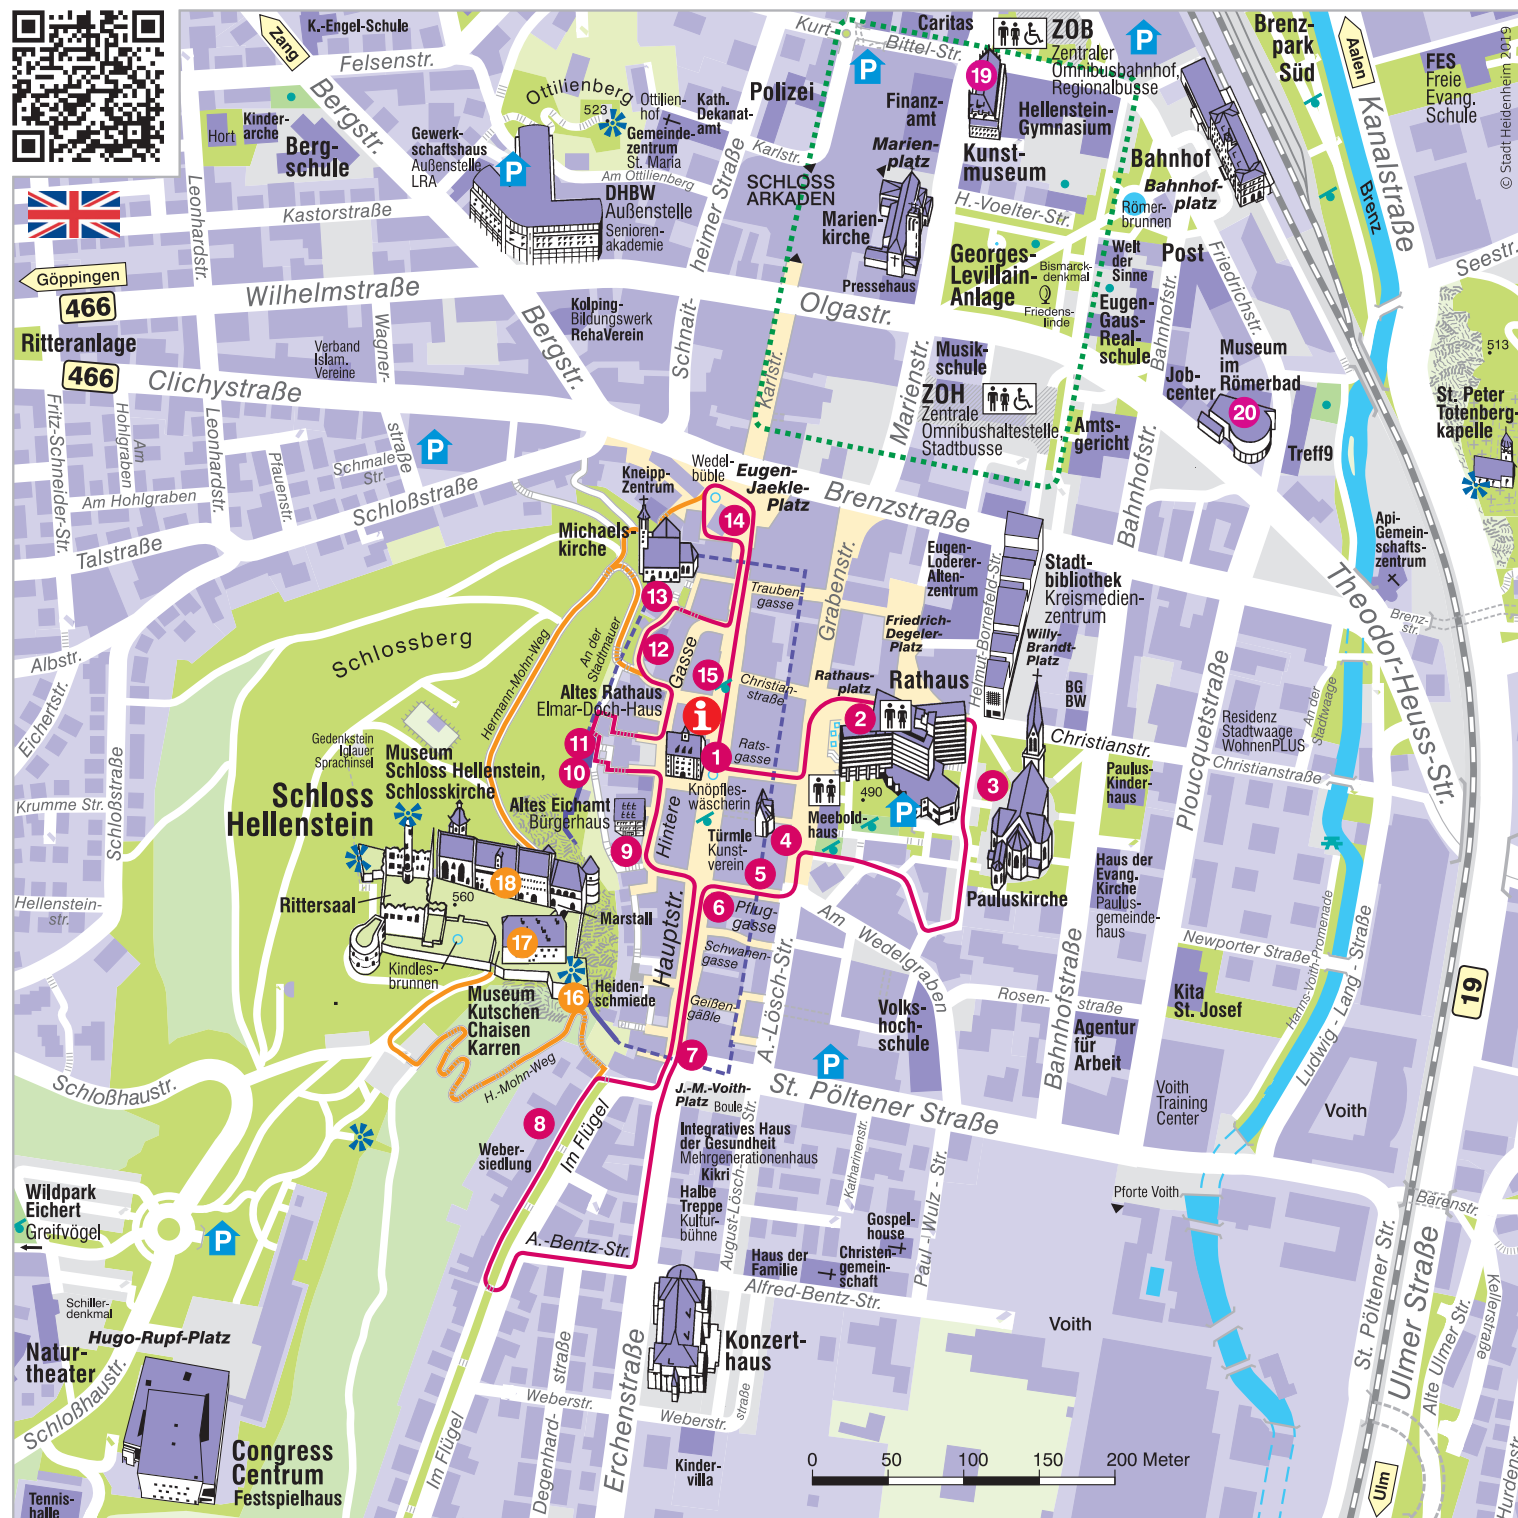 Zang
K.-Engel-Schule
Felsenstr.
Kurt-
Bittel-Str.
Caritas
ZOB
Zentraler
Omnibusbahnhof,
Regionalbusse
Brenz-
park
Süd
Aalen
FES
Freie
Evang.
Schule
© Stadt Heidenheim 2019
Ottilienberg
523
Ottilien-
hof
Kath.
Dekanat-
amt
Polizei
P
P
19
Finanz-
amt
Hellenstein-
Gymnasium
Kanalstraße
Hort
Kinder-
arche
Berg-
schule
Bergstr.
Gewerk-
schaftshaus
Außenstelle
LRA
P
Gemeinde-
zentrum
St. Maria
Am Ottilienberg
Karlstr.
Marien-
platz
Kunst-
museum
Bahnhof
Bahnhof-
platz
Brenz
Leonhardstr.
Kastorstraße
DHBW
Außenstelle
Senioren-
akademie
heimer Straße
SCHLOSS
ARKADEN
Marien-
kirche
H.-Voelter-Str.
Römer-
brunnen
Göppingen
466
Wilhelmstraße
Pressehaus
Georges-
Levillain-
Anlage
Bismarck-
denkmal
Friedens-
linde
Welt
der
Sinne
Post
Friedrichstr.
Seestr.
Ritteranlage
466
Clichystraße
Verband
Islam.
Vereine
Wagner-
straße
Kolping-
Bildungswerk
RehaVerein
Bergstr.
Schnait-
Karlstr.
Olgastr.
Marienstr.
Musik-
schule
Eugen-
Gaus-
Real-
schule
Bahnhofstr.
Job-
center
Museum
im
Römerbad
20
513
St. Peter
Totenberg-
kapelle
ZOH
Zentrale
Omnibushaltestelle,
Stadtbusse
Amts-
gericht
Treff9
Fritz-Schneider-Str.
Am
Hohlgraben
Leonhardstr.
Pfauenstr.
Schmale
Str.
P
Am Hohlgraben
Schloßstraße
Talstraße
Kneipp-
Zentrum
Wedel-
büble
Eugen-
Jaekle-
Platz
Brenzstraße
Bahnhofstr.
Michaels-
kirche
14
Grabenstr.
Eugen-
Loderer-
Alten-
zentrum
Helmut-Bornefeld-Str.
Stadt-
bibliothek
Kreismedien-
zentrum
Api-
Gemein-
schafts-
zentrum
Theodor-Heuss-Str.
Brenz-
str.
13
Trauben-
gasse
Friedrich-
Degeler-
Platz
Willy-
Brandt-
Platz
Schlossberg
Hermann-Mohn-Weg
An der
Stadtmauer
12
Gasse
15
Christian-
straße
Rathaus-
platz
Rathaus
BG
BW
Ploucquetstraße
An der
Stadtwaage
Albstr.
Eichertstr.
Altes Rathaus
Elmar-Doch-Haus
i
2
Residenz
Stadtwaage
WohnenPLUS
Gedenkstein
Iglauer
Sprachinsel
Museum
Schloss Hellenstein,
Schlosskirche
11
10
1
Rats-
gasse
3
Christianstr.
Christianstraße
Krumme Str.
Schloßstraße
Schloss
Hellenstein
Altes Eichamt
Bürgerhaus
9
Hintere
Knöpfles-
wäscherin
Meebold-
haus
490
P
Paulus-
Kinder-
haus
Türmle
Kunst-
verein
4
5
Haus der
Evang.
Kirche
Paulus-
gemeinde-
haus
Hellenstein-
str.
18
560
Rittersaal
17
Marstall
Kindles-
brunnen
16
Heiden-
schmiede
Hauptstr.
6
Pflug-
gasse
Schwanen-
gasse
Geißen-
gäßle
A.-Lösch-Str.
Am
Wedelgraben
Pauluskirche
Newporter Straße
Hanns-Voith-Promenade
Ludwig - Lang - Straße
19
Museum
Kutschen
Chaisen
Karren
H.-Mohn-Weg
Volks-
hoch-
schule
Rosen-
straße
Bahnhofstraße
Agentur
für
Arbeit
Kita
St. Josef
Schloßhaustr.
7
P
St. Pöltener Straße
Voith
Training
Center
Voith
J.-M.-Voith-
Platz
Boule
8
Weber-
siedlung
Im Flügel
Integratives Haus
der Gesundheit
Mehrgenerationenhaus
Kikri
Halbe
Treppe
Kultur-
bühne
August-Lösch-
Str.
Katharinenstr.
Paul - Wulz - Str.
Pforte Voith
Bärenstr.
Wildpark
Eichert
Greifvögel
P
A.-Bentz-Str.
Haus der
Familie
Gospel-
house
Christen-
gemein-
schaft
Alfred-Bentz-Str.
Voith
St. Pöltener Str.
Ulmer Straße
Alte Ulmer Str.
Kellerstraße
Schiller-
denkmal
Hugo-Rupf-Platz
Natur-
theater
Schloßhaustr.
Konzert-
haus
Congress
Centrum
Festspielhaus
Im Flügel
Degenhard-
straße
Weberstr.
Erchenstraße
Weberstr.
straße
Kinder-
villa
0 50 100 150 200 Meter
Ulm
Hurdenstr.
Tennis-
halle